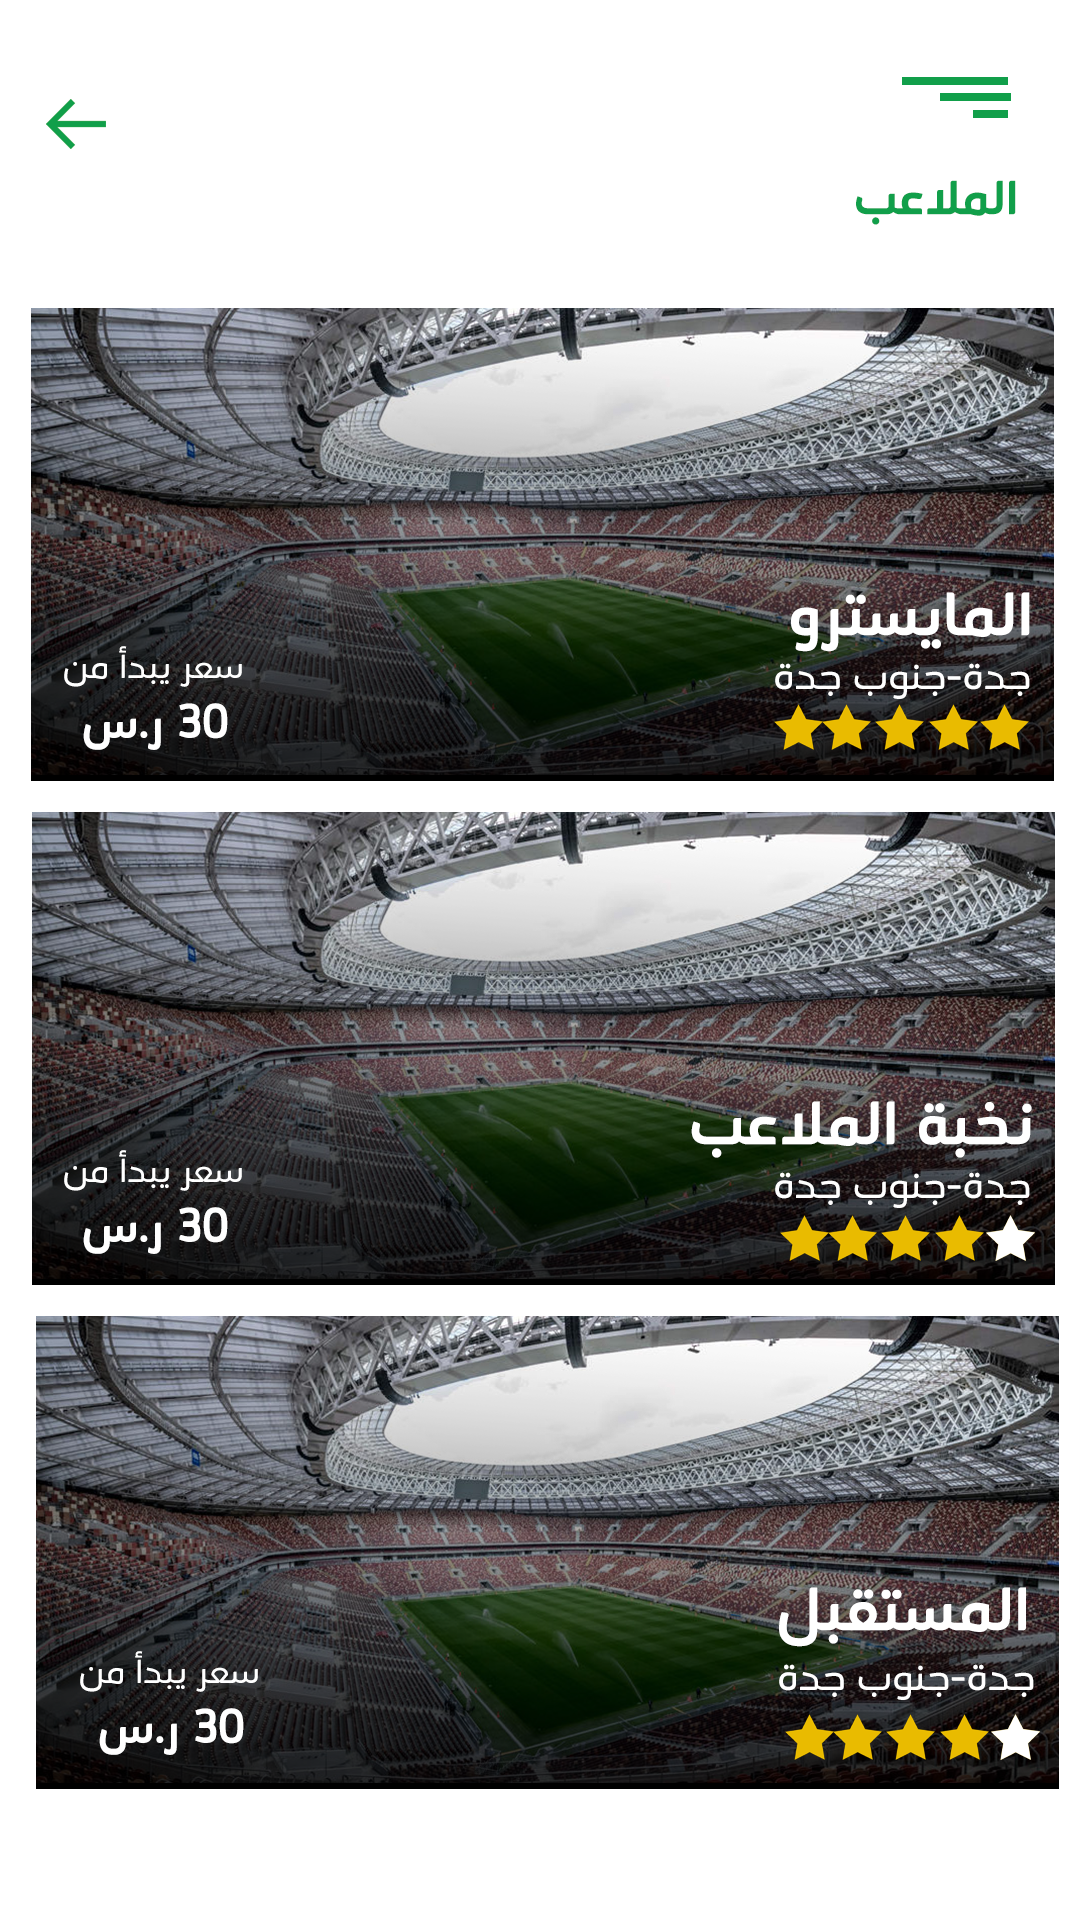 الملاعب
المايسترو
جدة-جنوب جدة
سعر يبدأ من
30 ر.س
نخبة الملاعب
جدة-جنوب جدة
سعر يبدأ من
30 ر.س
المستقبل
جدة-جنوب جدة
سعر يبدأ من
30 ر.س